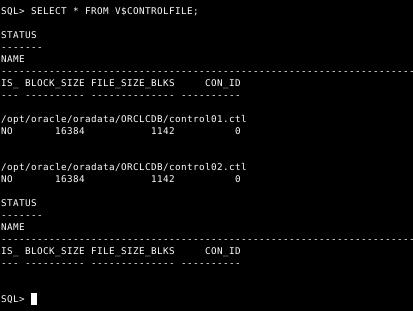 SQL> SELECT * FROM V$CONTROLFILE;
STATUS
-------
NAME
--------------------------------------------------------------------------------
IS_ BLOCK_SIZE FILE_SIZE_BLKS     CON_ID
--- ---------- -------------- ----------
/opt/oracle/oradata/ORCLCDB/control01.ctl
NO       16384           1142          0
/opt/oracle/oradata/ORCLCDB/control02.ctl
NO       16384           1142          0
STATUS
-------
NAME
--------------------------------------------------------------------------------
IS_ BLOCK_SIZE FILE_SIZE_BLKS     CON_ID
--- ---------- -------------- ----------
SQL>